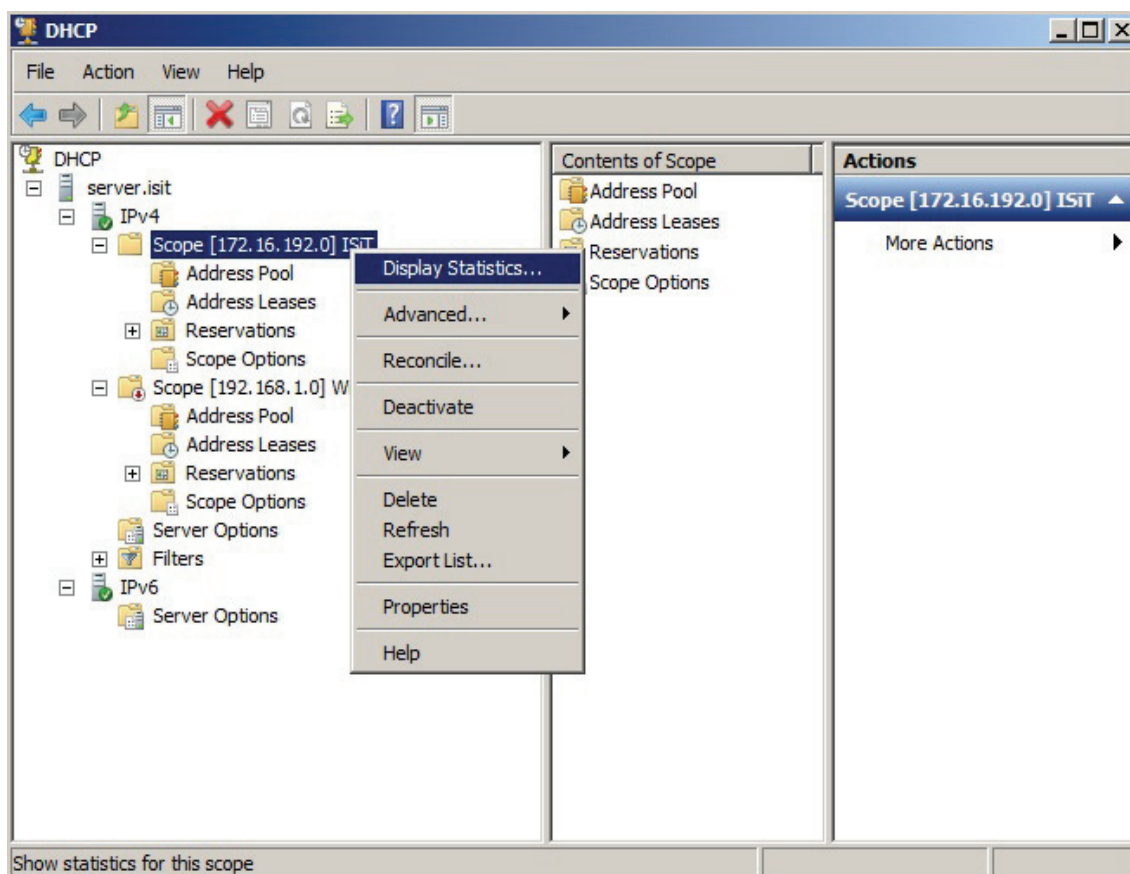 DHCP
File Action View Help
DHCP
server.isit
IPv4
Scope [172.16.192.0] ISiT
Address Pool
Address Leases
Reservations
Scope Options
Scope [192.168.1.0] W
Address Pool
Address Leases
Reservations
Scope Options
Server Options
Filters
IPv6
Server Options
Display Statistics...
Advanced...
Reconcile...
Deactivate
View
Delete
Refresh
Export List...
Properties
Help
Contents of Scope
Address Pool
Address Leases
Reservations
Scope Options
Actions
Scope [172.16.192.0] ISiT
More Actions
Show statistics for this scope